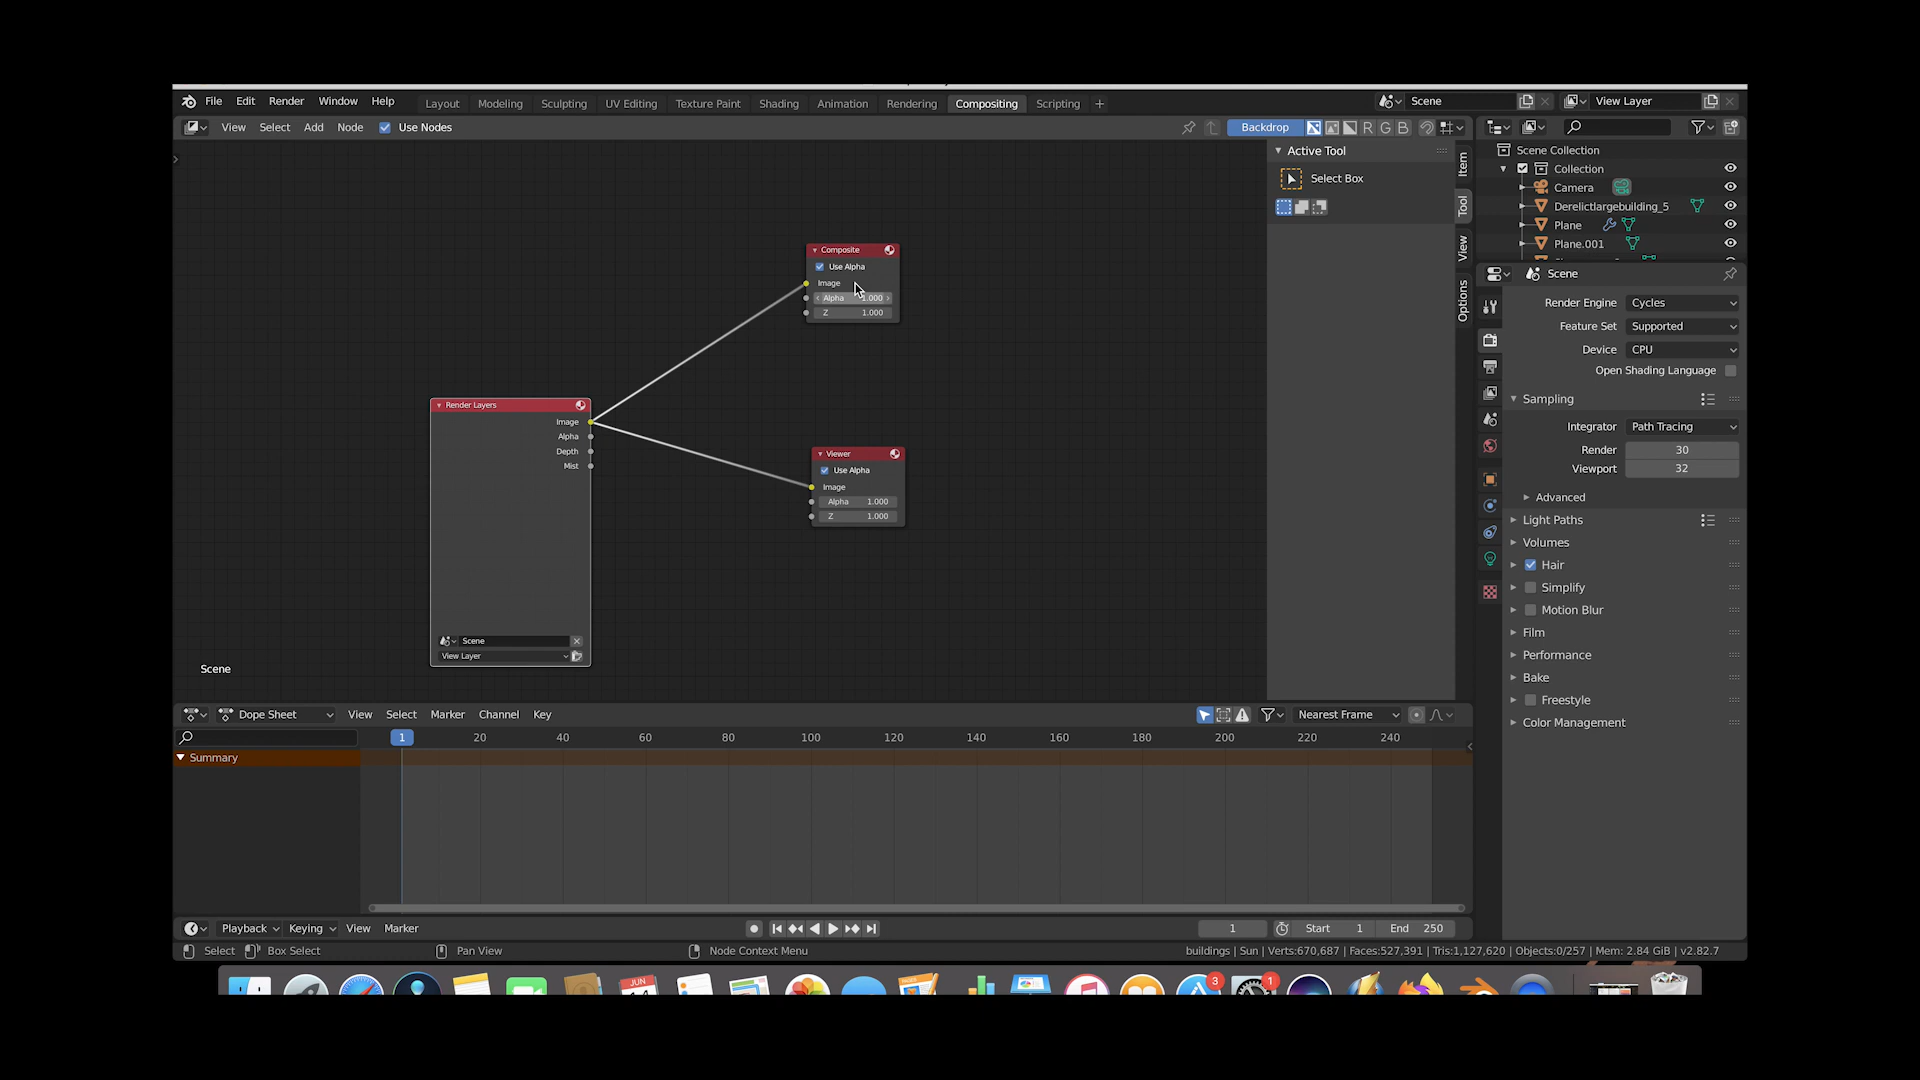 File Edit Render Window Help Layout Modeling Sculpting UV Editing Texture Paint Shading Animation Rendering Compositing Scripting + Scene View Layer
View Select Add Node Use Nodes Backdrop R G B
Active Tool
Select Box
Item
Tool
View
Options
Composite
Use Alpha
Image
Alpha 1.000
Z 1.000
Render Layers
Image
Alpha
Depth
Mist
Scene
View Layer
Viewer
Use Alpha
Image
Alpha 1.000
Z 1.000
Scene
Scene Collection
Collection
Camera
Derelictlargebuilding_5
Plane
Plane.001
Scene
Render Engine Cycles
Feature Set Supported
Device CPU
Open Shading Language
Sampling
Integrator Path Tracing
Render 30
Viewport 32
Advanced
Light Paths
Volumes
Hair
Simplify
Motion Blur
Film
Performance
Bake
Freestyle
Color Management
Dope Sheet View Select Marker Channel Key Nearest Frame
1 20 40 60 80 100 120 140 160 180 200 220 240
Summary
Playback Keying View Marker 1 Start 1 End 250
Select Box Select Pan View Node Context Menu buildings | Sun | Verts:670,687 | Faces:527,391 | Tris:1,127,620 | Objects:0/257 | Mem: 2.84 GiB | v2.82.7
JUN
3
1